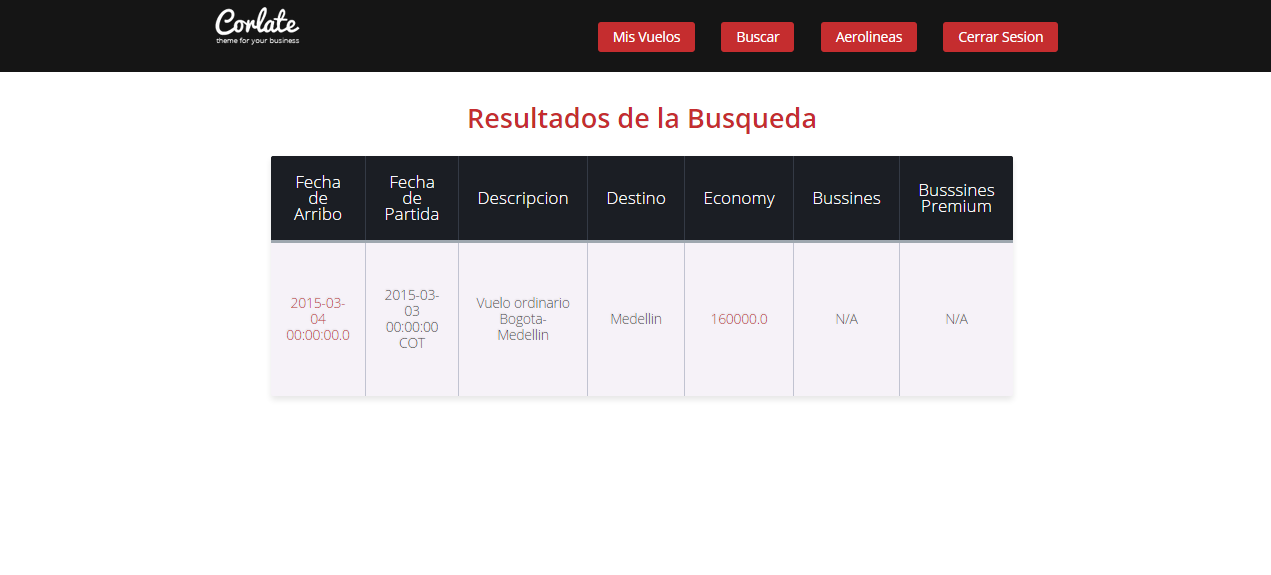 Corlate
theme for your business
Mis Vuelos
Buscar
Aerolineas
Cerrar Sesion
Resultados de la Busqueda
Fecha
de
Arribo
Fecha
de
Partida
Descripcion
Destino
Economy
Bussines
Busssines
Premium
2015-03-
04
00:00:00.0
2015-03-
03
00:00:00
COT
Vuelo ordinario
Bogota-
Medellin
Medellin
160000.0
N/A
N/A